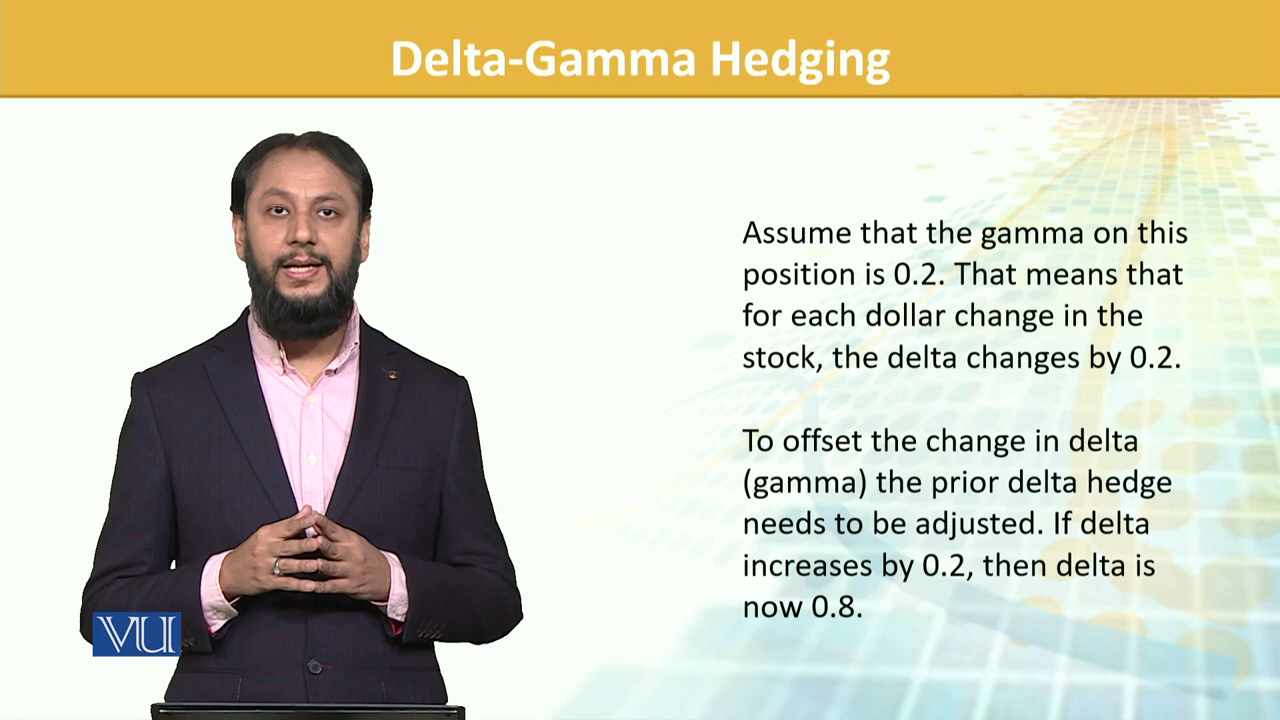 Delta-Gamma Hedging
Assume that the gamma on this
position is 0.2. That means that
for each dollar change in the
stock, the delta changes by 0.2.
To offset the change in delta
(gamma) the prior delta hedge
needs to be adjusted. If delta
increases by 0.2, then delta is
now 0.8.
VU